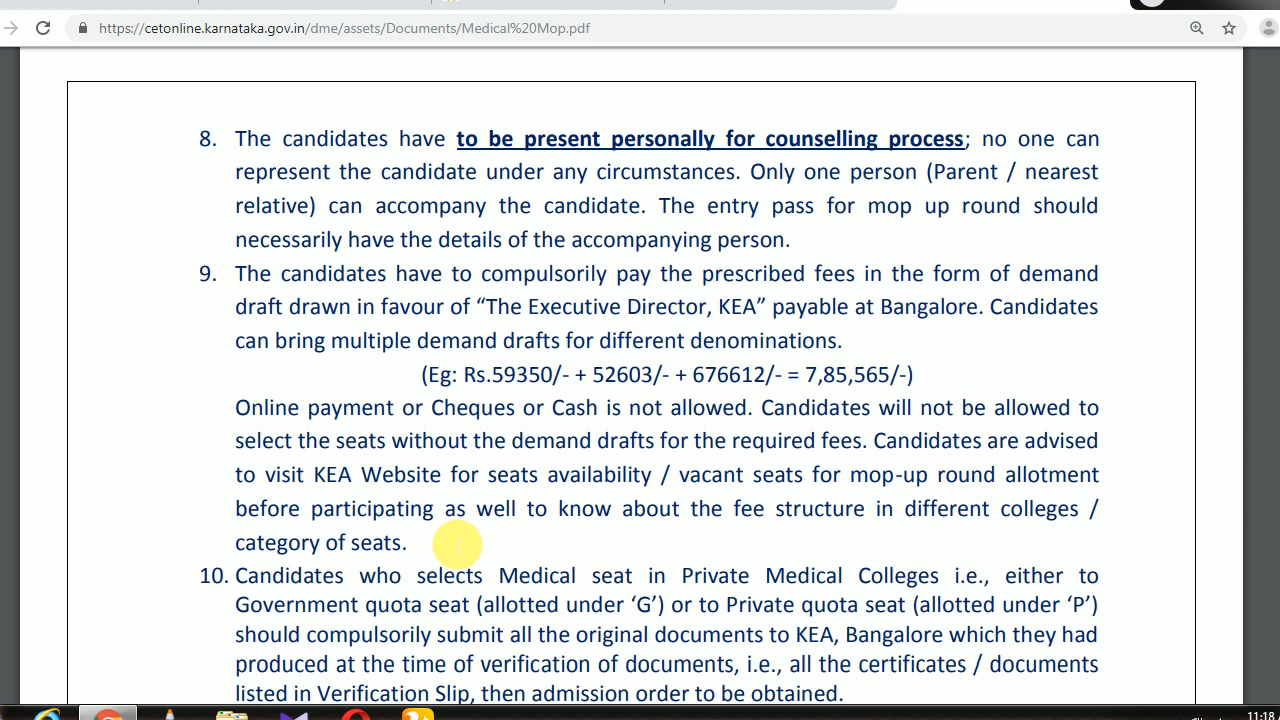 https://cetonline.karnataka.gov.in/dme/assets/Documents/Medical%20Mop.pdf
8. The candidates have to be present personally for counselling process; no one can
represent the candidate under any circumstances. Only one person (Parent / nearest
relative) can accompany the candidate. The entry pass for mop up round should
necessarily have the details of the accompanying person.
9. The candidates have to compulsorily pay the prescribed fees in the form of demand
draft drawn in favour of “The Executive Director, KEA” payable at Bangalore. Candidates
can bring multiple demand drafts for different denominations.
(Eg: Rs.59350/- + 52603/- + 676612/- = 7,85,565/-)
Online payment or Cheques or Cash is not allowed. Candidates will not be allowed to
select the seats without the demand drafts for the required fees. Candidates are advised
to visit KEA Website for seats availability / vacant seats for mop-up round allotment
before participating as well to know about the fee structure in different colleges /
category of seats.
10. Candidates who selects Medical seat in Private Medical Colleges i.e., either to
Government quota seat (allotted under ‘G’) or to Private quota seat (allotted under ‘P’)
should compulsorily submit all the original documents to KEA, Bangalore which they had
produced at the time of verification of documents, i.e., all the certificates / documents
listed in Verification Slip, then admission order to be obtained.
11:18